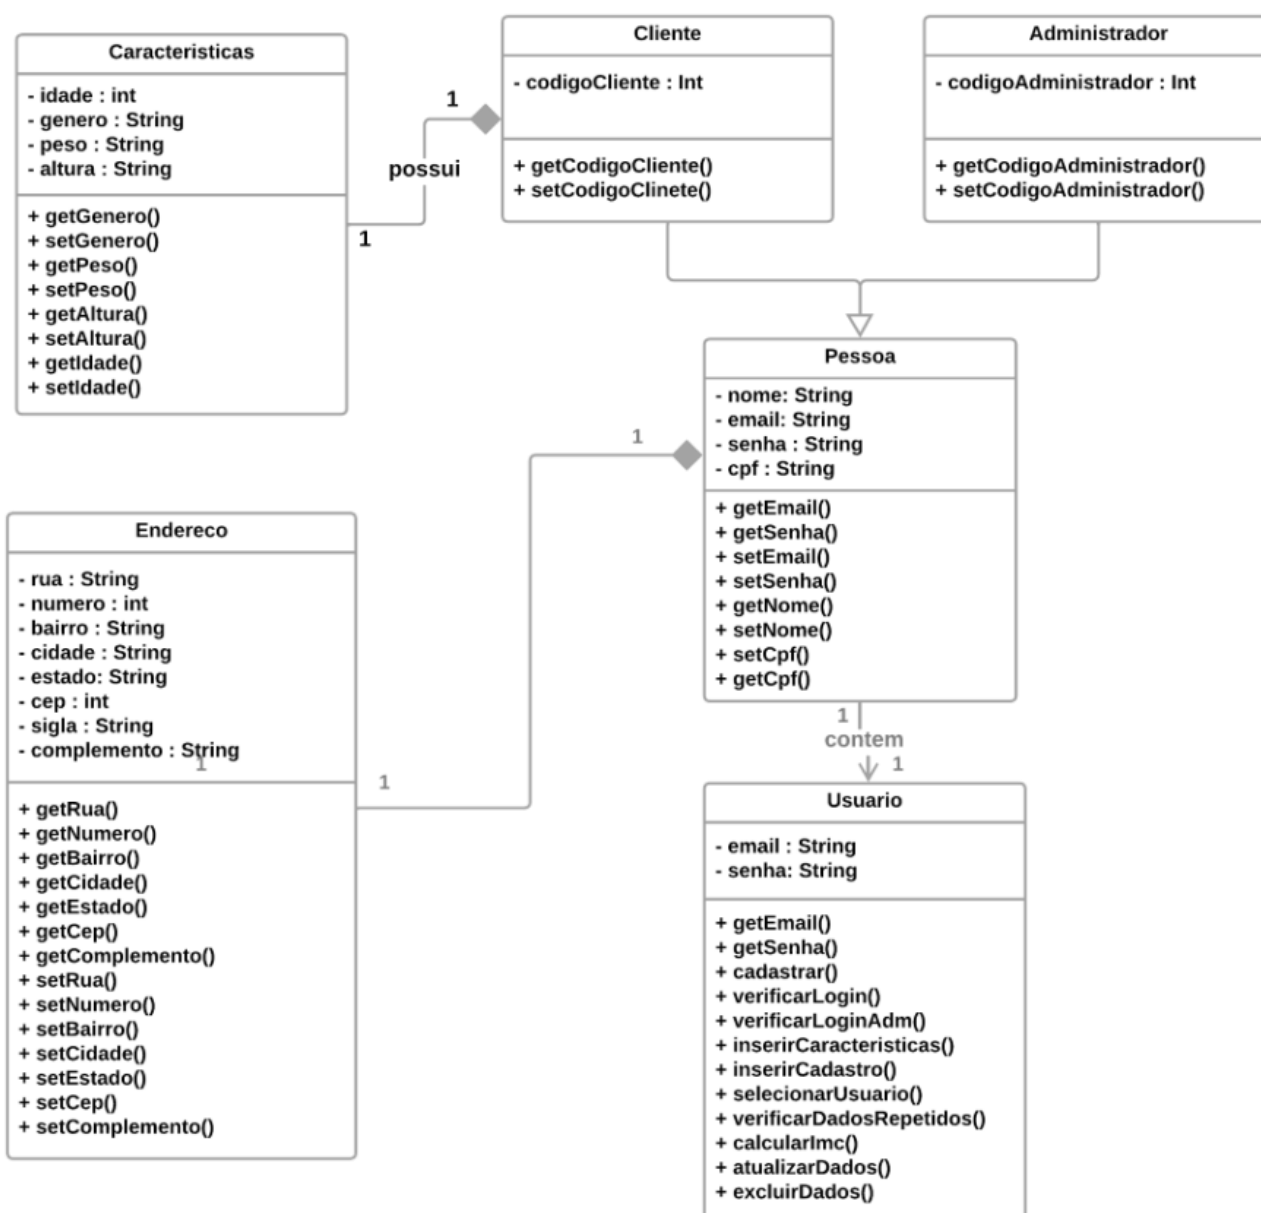 Caracteristicas
- idade : int
- genero : String
- peso : String
- altura : String
+ getGenero()
+ setGenero()
+ getPeso()
+ setPeso()
+ getAltura()
+ setAltura()
+ getIdade()
+ setIdade()
1
possui
1
Cliente
- codigoCliente : Int
+ getCodigoCliente()
+ setCodigoClinete()
Administrador
- codigoAdministrador : Int
+ getCodigoAdministrador()
+ setCodigoAdministrador()
Pessoa
- nome: String
- email: String
- senha : String
- cpf : String
+ getEmail()
+ getSenha()
+ setEmail()
+ setSenha()
+ getNome()
+ setNome()
+ setCpf()
+ getCpf()
1
1
Endereco
- rua : String
- numero : int
- bairro : String
- cidade : String
- estado: String
- cep : int
- sigla : String
- complemento : String
1
+ getRua()
+ getNumero()
+ getBairro()
+ getCidade()
+ getEstado()
+ getCep()
+ getComplemento()
+ setRua()
+ setNumero()
+ setBairro()
+ setCidade()
+ setEstado()
+ setCep()
+ setComplemento()
1
contem
1
Usuario
- email : String
- senha: String
+ getEmail()
+ getSenha()
+ cadastrar()
+ verificarLogin()
+ verificarLoginAdm()
+ inserirCaracteristicas()
+ inserirCadastro()
+ selecionarUsuario()
+ verificarDadosRepetidos()
+ calcularImc()
+ atualizarDados()
+ excluirDados()